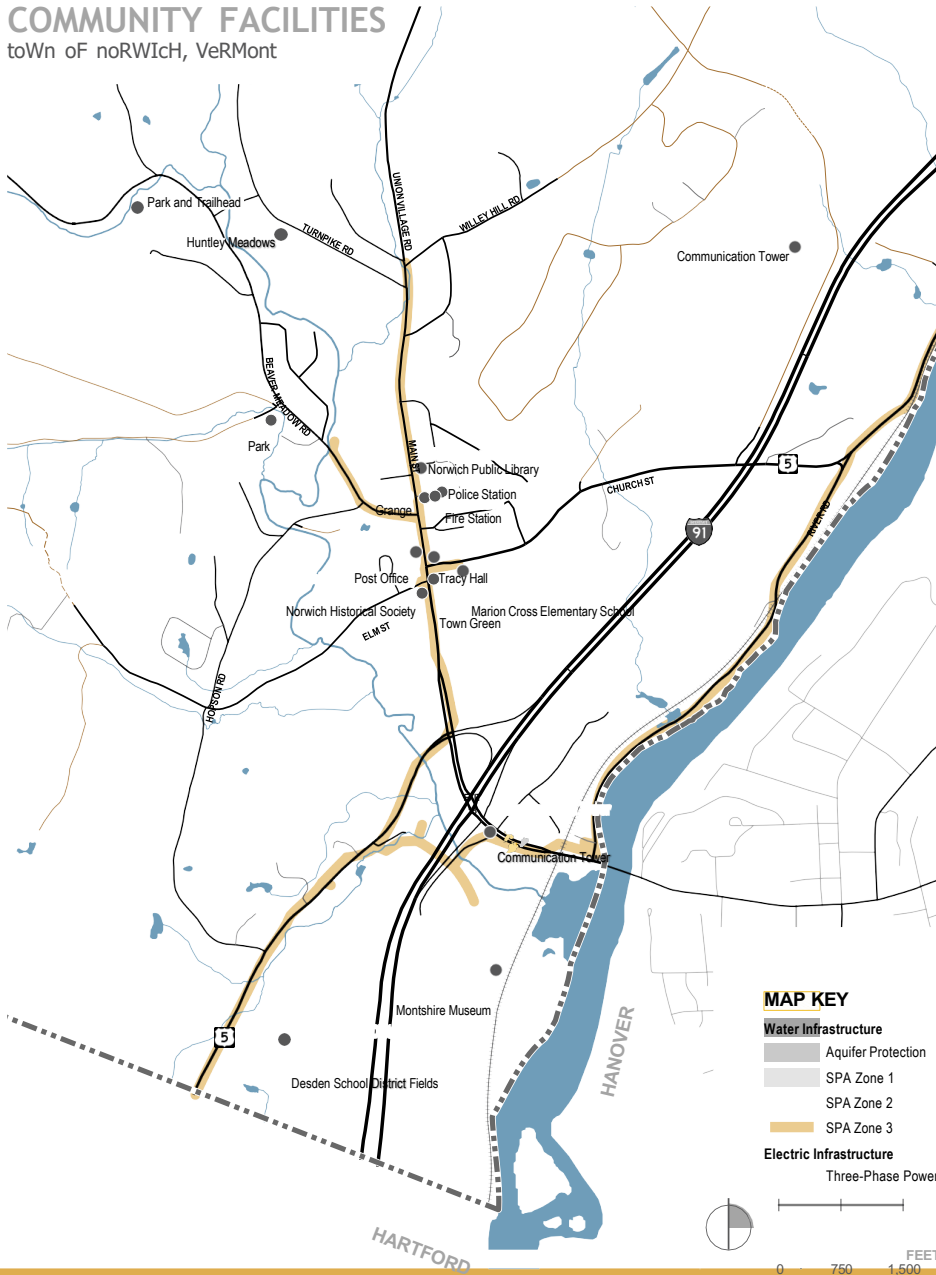 COMMUNITY FACILITIES
toWn oF noRWIcH, VeRMont
UNION VILLAGE RD
WILLEY HILL RD
Park and Trailhead
Huntley Meadows
TURNPIKE RD
Communication Tower
BEAVER MEADOW RD
Park
MAIN ST
Norwich Public Library
5
Police Station
CHURCH ST
Grange
Fire Station
91
RIVER RD
Post Office
Tracy Hall
Norwich Historical Society
Marion Cross Elementary School
Town Green
ELM ST
HOPSON RD
Communication Tower
Montshire Museum
5
Desden School District Fields
HANOVER
HARTFORD
MAP KEY
Water Infrastructure
Aquifer Protection
SPA Zone 1
SPA Zone 2
SPA Zone 3
Electric Infrastructure
Three-Phase Power
FEET
0 750 1,500